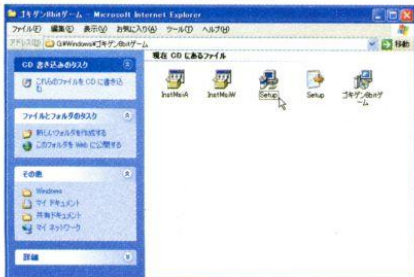 ゴキゲン8bitゲーム - Microsoft Internet Explorer
ファイル(F) 編集(E) 表示(V) お気に入り(A) ツール(T) ヘルプ(H)
アドレス(D) G:¥Windows¥ゴキゲン8bitゲーム 移動
CD 書き込みのタスク
これらのファイルを CD に書き込む
ファイルとフォルダのタスク
新しいフォルダを作成する
このフォルダを Web に公開する
その他
Windows
マイ ドキュメント
共有ドキュメント
マイ ネットワーク
詳細
現在 CD にあるファイル
InstMsiA InstMsiW Setup Setup ゴキゲン8bitゲーム